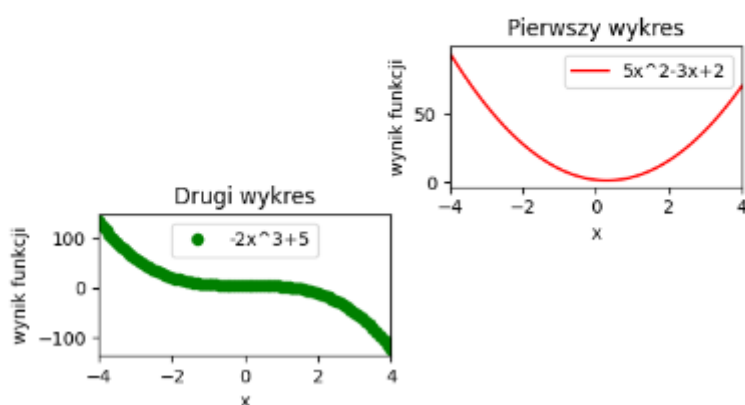 Pierwszy wykres
5x^2-3x+2
wynik funkcji
50
0
-4
-2
0
2
4
x
Drugi wykres
-2x^3+5
wynik funkcji
100
0
−100
−4
−2
0
2
4
x